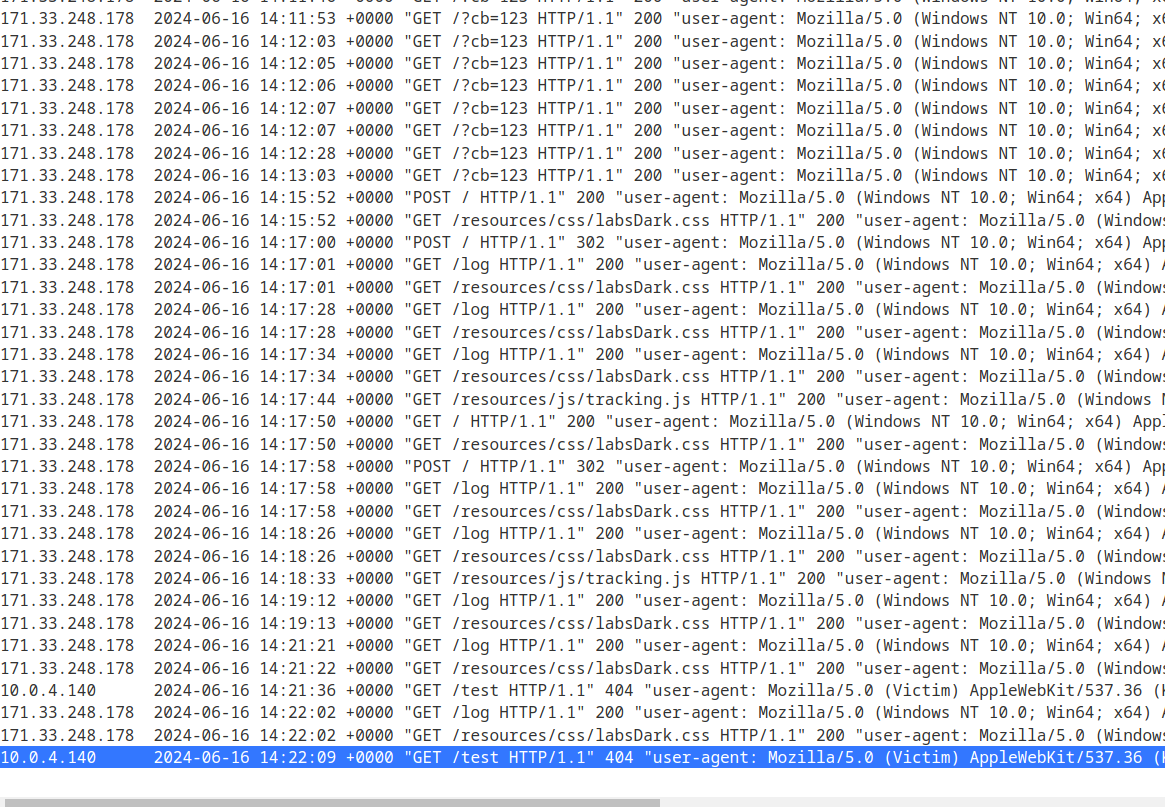 171.33.248.178  2024-06-16 14:11:53 +0000 "GET /?cb=123 HTTP/1.1" 200 "user-agent: Mozilla/5.0 (Windows NT 10.0; Win64; x6
171.33.248.178  2024-06-16 14:12:03 +0000 "GET /?cb=123 HTTP/1.1" 200 "user-agent: Mozilla/5.0 (Windows NT 10.0; Win64; x6
171.33.248.178  2024-06-16 14:12:05 +0000 "GET /?cb=123 HTTP/1.1" 200 "user-agent: Mozilla/5.0 (Windows NT 10.0; Win64; x6
171.33.248.178  2024-06-16 14:12:06 +0000 "GET /?cb=123 HTTP/1.1" 200 "user-agent: Mozilla/5.0 (Windows NT 10.0; Win64; x6
171.33.248.178  2024-06-16 14:12:07 +0000 "GET /?cb=123 HTTP/1.1" 200 "user-agent: Mozilla/5.0 (Windows NT 10.0; Win64; x6
171.33.248.178  2024-06-16 14:12:07 +0000 "GET /?cb=123 HTTP/1.1" 200 "user-agent: Mozilla/5.0 (Windows NT 10.0; Win64; x6
171.33.248.178  2024-06-16 14:12:28 +0000 "GET /?cb=123 HTTP/1.1" 200 "user-agent: Mozilla/5.0 (Windows NT 10.0; Win64; x6
171.33.248.178  2024-06-16 14:13:03 +0000 "GET /?cb=123 HTTP/1.1" 200 "user-agent: Mozilla/5.0 (Windows NT 10.0; Win64; x6
171.33.248.178  2024-06-16 14:15:52 +0000 "POST / HTTP/1.1" 200 "user-agent: Mozilla/5.0 (Windows NT 10.0; Win64; x64) App
171.33.248.178  2024-06-16 14:15:52 +0000 "GET /resources/css/labsDark.css HTTP/1.1" 200 "user-agent: Mozilla/5.0 (Windows
171.33.248.178  2024-06-16 14:17:00 +0000 "POST / HTTP/1.1" 302 "user-agent: Mozilla/5.0 (Windows NT 10.0; Win64; x64) App
171.33.248.178  2024-06-16 14:17:01 +0000 "GET /log HTTP/1.1" 200 "user-agent: Mozilla/5.0 (Windows NT 10.0; Win64; x64) A
171.33.248.178  2024-06-16 14:17:01 +0000 "GET /resources/css/labsDark.css HTTP/1.1" 200 "user-agent: Mozilla/5.0 (Windows
171.33.248.178  2024-06-16 14:17:28 +0000 "GET /log HTTP/1.1" 200 "user-agent: Mozilla/5.0 (Windows NT 10.0; Win64; x64) A
171.33.248.178  2024-06-16 14:17:28 +0000 "GET /resources/css/labsDark.css HTTP/1.1" 200 "user-agent: Mozilla/5.0 (Windows
171.33.248.178  2024-06-16 14:17:34 +0000 "GET /log HTTP/1.1" 200 "user-agent: Mozilla/5.0 (Windows NT 10.0; Win64; x64) A
171.33.248.178  2024-06-16 14:17:34 +0000 "GET /resources/css/labsDark.css HTTP/1.1" 200 "user-agent: Mozilla/5.0 (Windows
171.33.248.178  2024-06-16 14:17:44 +0000 "GET /resources/js/tracking.js HTTP/1.1" 200 "user-agent: Mozilla/5.0 (Windows N
171.33.248.178  2024-06-16 14:17:50 +0000 "GET / HTTP/1.1" 200 "user-agent: Mozilla/5.0 (Windows NT 10.0; Win64; x64) Appl
171.33.248.178  2024-06-16 14:17:50 +0000 "GET /resources/css/labsDark.css HTTP/1.1" 200 "user-agent: Mozilla/5.0 (Windows
171.33.248.178  2024-06-16 14:17:58 +0000 "POST / HTTP/1.1" 302 "user-agent: Mozilla/5.0 (Windows NT 10.0; Win64; x64) App
171.33.248.178  2024-06-16 14:17:58 +0000 "GET /log HTTP/1.1" 200 "user-agent: Mozilla/5.0 (Windows NT 10.0; Win64; x64) A
171.33.248.178  2024-06-16 14:17:58 +0000 "GET /resources/css/labsDark.css HTTP/1.1" 200 "user-agent: Mozilla/5.0 (Windows
171.33.248.178  2024-06-16 14:18:26 +0000 "GET /log HTTP/1.1" 200 "user-agent: Mozilla/5.0 (Windows NT 10.0; Win64; x64) A
171.33.248.178  2024-06-16 14:18:26 +0000 "GET /resources/css/labsDark.css HTTP/1.1" 200 "user-agent: Mozilla/5.0 (Windows
171.33.248.178  2024-06-16 14:18:33 +0000 "GET /resources/js/tracking.js HTTP/1.1" 200 "user-agent: Mozilla/5.0 (Windows N
171.33.248.178  2024-06-16 14:19:12 +0000 "GET /log HTTP/1.1" 200 "user-agent: Mozilla/5.0 (Windows NT 10.0; Win64; x64) A
171.33.248.178  2024-06-16 14:19:13 +0000 "GET /resources/css/labsDark.css HTTP/1.1" 200 "user-agent: Mozilla/5.0 (Windows
171.33.248.178  2024-06-16 14:21:21 +0000 "GET /log HTTP/1.1" 200 "user-agent: Mozilla/5.0 (Windows NT 10.0; Win64; x64) A
171.33.248.178  2024-06-16 14:21:22 +0000 "GET /resources/css/labsDark.css HTTP/1.1" 200 "user-agent: Mozilla/5.0 (Windows
10.0.4.140      2024-06-16 14:21:36 +0000 "GET /test HTTP/1.1" 404 "user-agent: Mozilla/5.0 (Victim) AppleWebKit/537.36 (K
171.33.248.178  2024-06-16 14:22:02 +0000 "GET /log HTTP/1.1" 200 "user-agent: Mozilla/5.0 (Windows NT 10.0; Win64; x64) A
171.33.248.178  2024-06-16 14:22:02 +0000 "GET /resources/css/labsDark.css HTTP/1.1" 200 "user-agent: Mozilla/5.0 (Windows
10.0.4.140      2024-06-16 14:22:09 +0000 "GET /test HTTP/1.1" 404 "user-agent: Mozilla/5.0 (Victim) AppleWebKit/537.36 (K